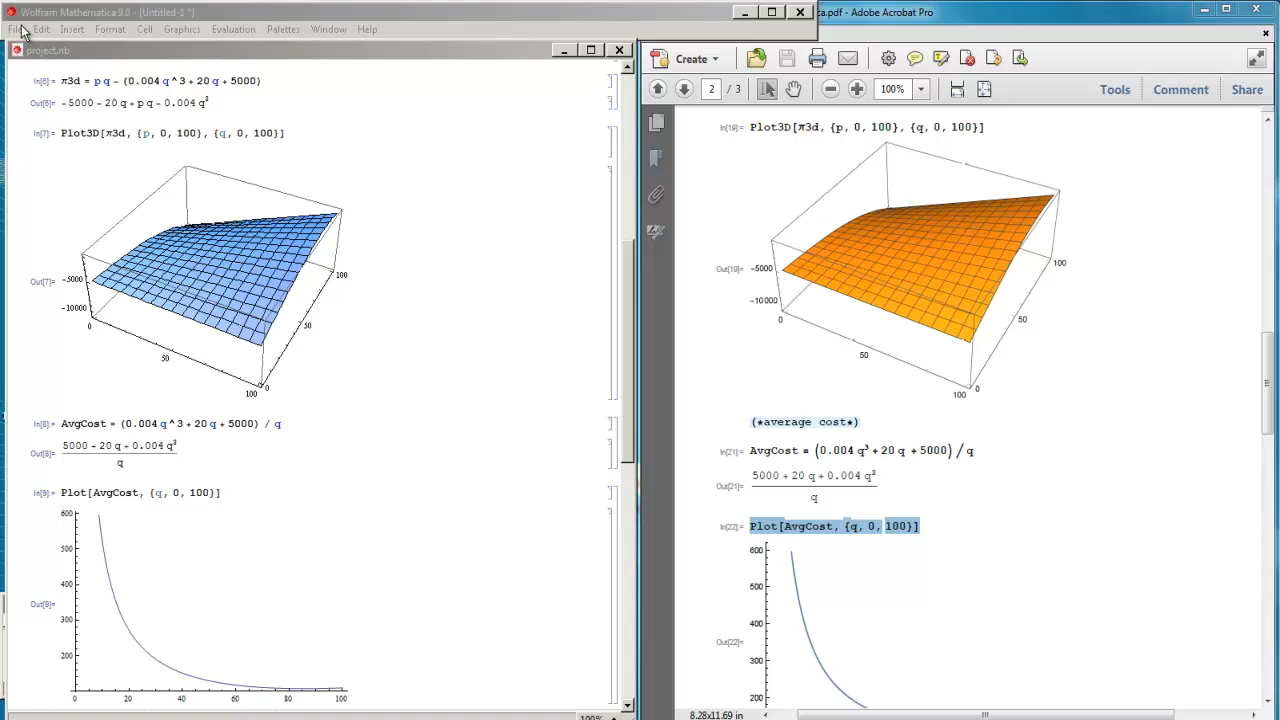 Wolfram Mathematica 9.0 - [Untitled-1 *]
File Edit Insert Format Cell Graphics Evaluation Palettes Window Help
project.nb
In[6]:= π3d = p q - (0.004 q^3 + 20 q + 5000)
Out[6]= -5000 - 20 q + p q - 0.004 q³
In[7]:= Plot3D[π3d, {p, 0, 100}, {q, 0, 100}]
Out[7]=
-5000
-10000
0
50
100
0
50
100
In[8]:= AvgCost = (0.004 q^3 + 20 q + 5000) / q
Out[8]=
5000 + 20 q + 0.004 q³
q
In[9]:= Plot[AvgCost, {q, 0, 100}]
Out[9]=
600
500
400
300
200
0 20 40 60 80 100
100%
ca.pdf - Adobe Acrobat Pro
Create
2 / 3
100%
Tools Comment Share
In[19]:= Plot3D[π3d, {p, 0, 100}, {q, 0, 100}]
Out[19]=
-5000
-10000
0
50
100
0
50
100
(*average cost*)
In[21]:= AvgCost = (0.004 q³ + 20 q + 5000) / q
Out[21]=
5000 + 20 q + 0.004 q³
q
In[22]:= Plot[AvgCost, {q, 0, 100}]
Out[22]=
600
500
400
300
200
8.28x11.69 in